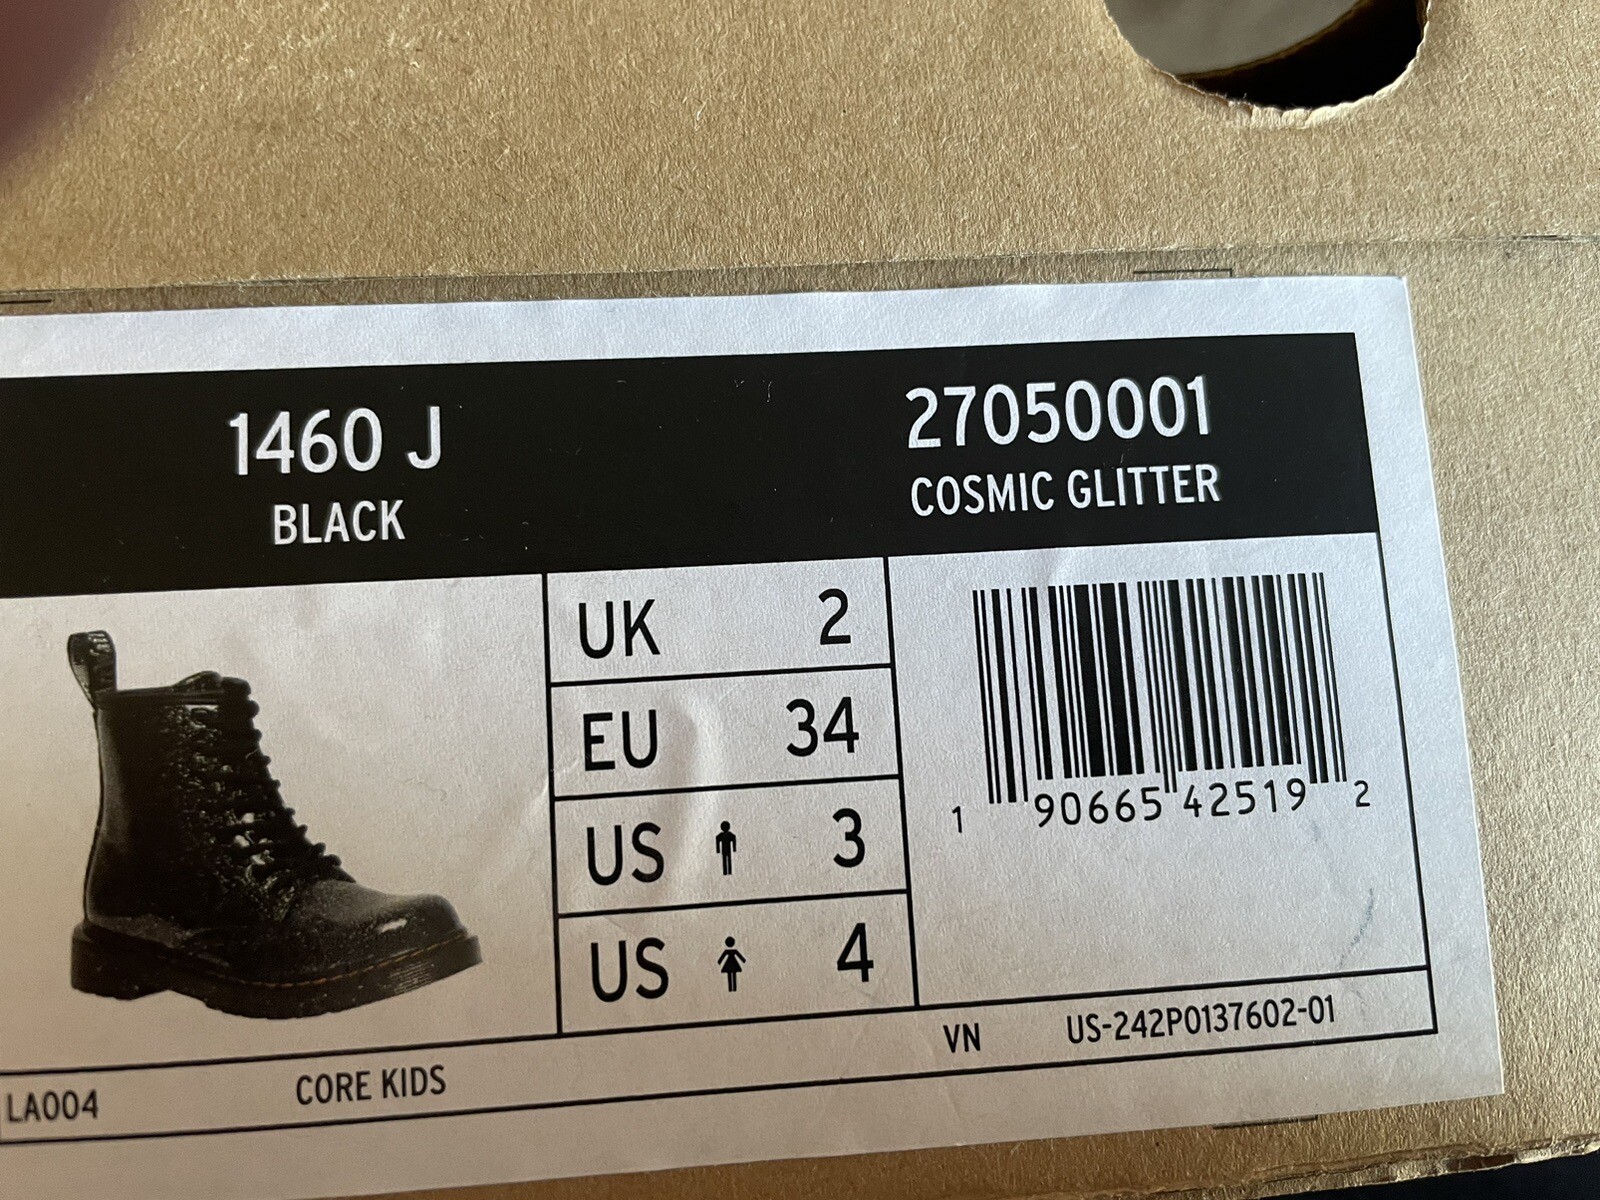 1460 J
BLACK
27050001
COSMIC GLITTER
UK 2
EU 34
US 3
US 4
1 90665 42519 2
VN US-242P0137602-01
LA004 CORE KIDS